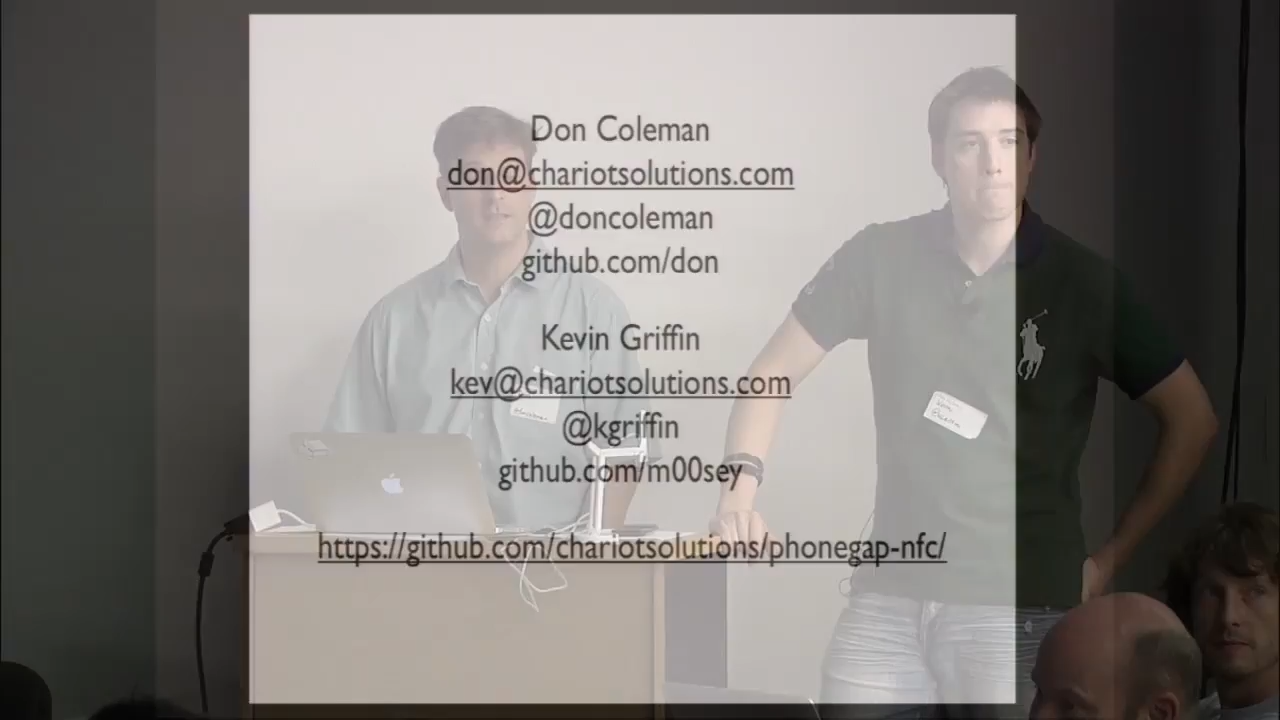 Don Coleman
don@chariotsolutions.com
@doncoleman
github.com/don
Kevin Griffin
kev@chariotsolutions.com
@kgriffin
github.com/m00sey
https://github.com/chariotsolutions/phonegap-nfc/